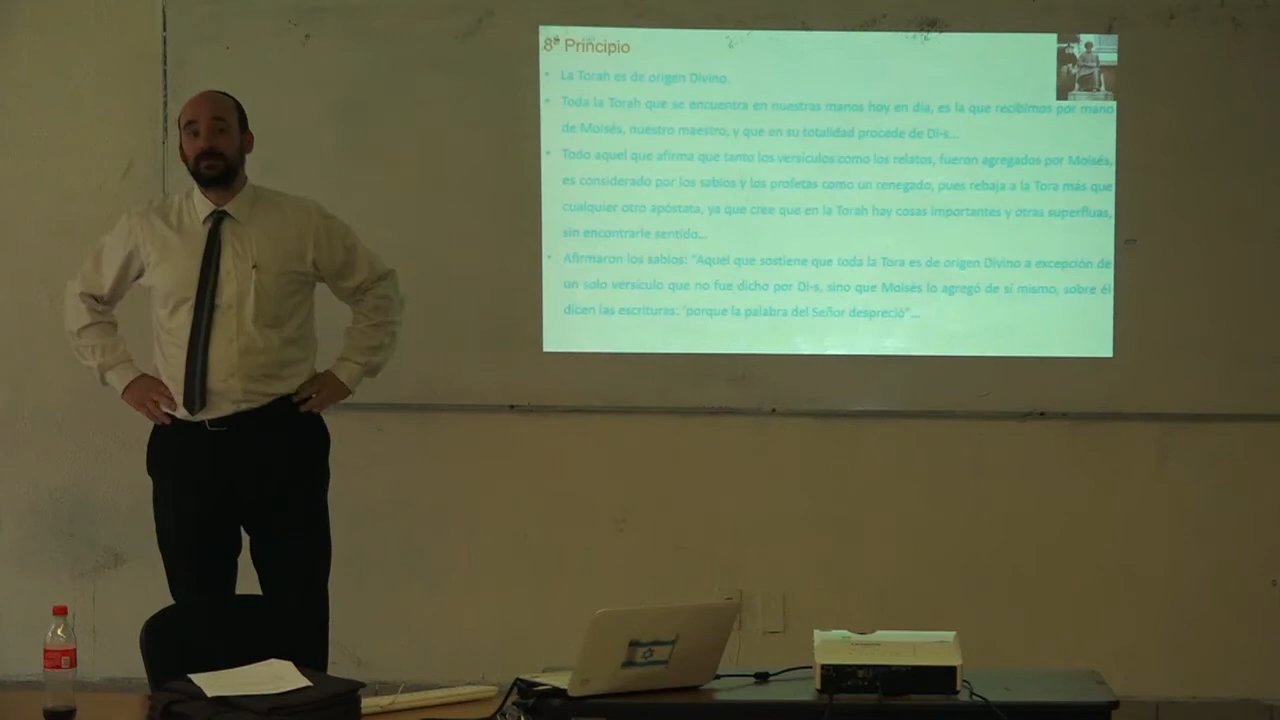 8º Principio
• La Torah es de origen Divino.
• Toda la Torah que se encuentra en nuestras manos hoy en día, es la que recibimos por mano
de Moisés, nuestro maestro, y que en su totalidad procede de Di-s...
• Todo aquel que afirma que tanto los versículos como los relatos, fueron agregados por Moisés,
es considerado por los sabios y los profetas como un renegado, pues rebaja a la Tora más que
cualquier otro apóstata, ya que cree que en la Torah hay cosas importantes y otras superfluas,
sin encontrarle sentido...
• Afirmaron los sabios: "Aquel que sostiene que toda la Tora es de origen Divino a excepción de
un solo versículo que no fue dicho por Di-s, sino que Moisés lo agregó de sí mismo, sobre él
dicen las escrituras: 'porque la palabra del Señor despreció"...